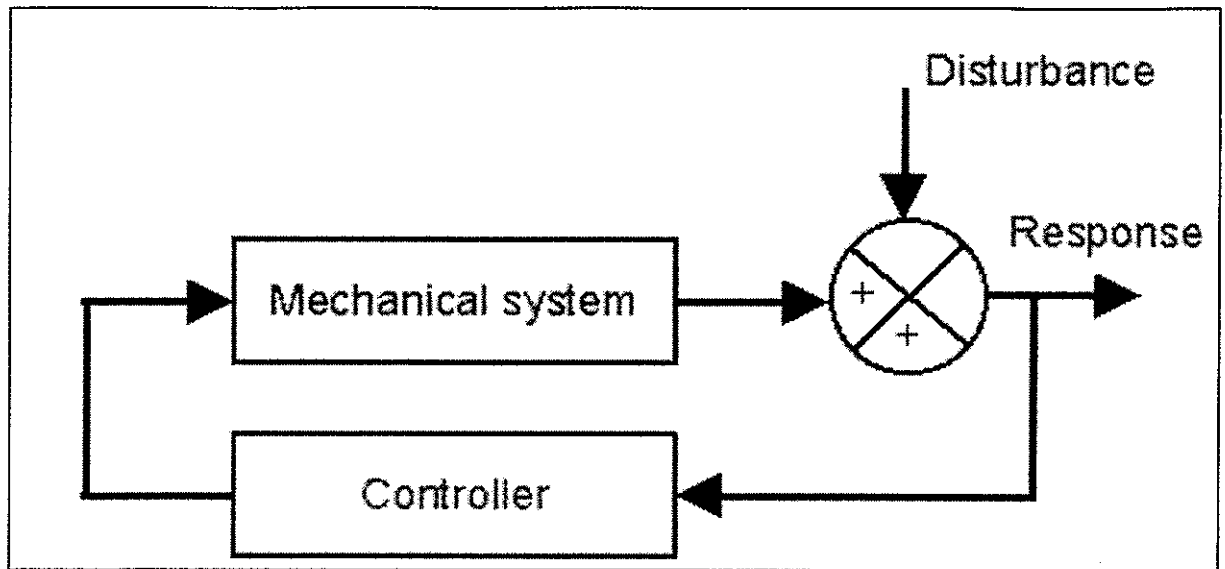 Disturbance
Response
Mechanical system
+
+
Controller